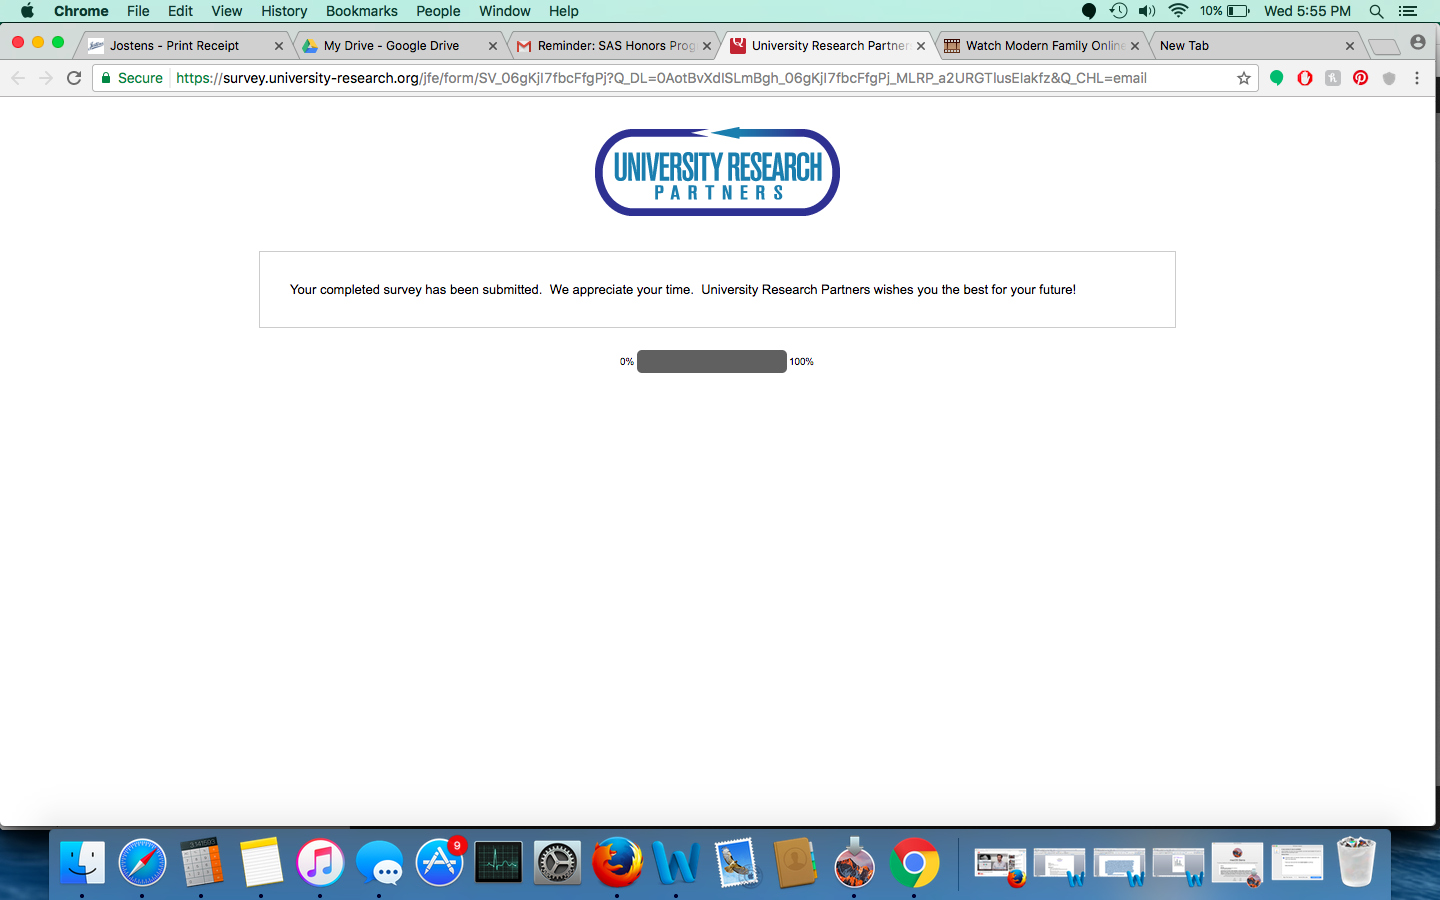 Chrome File Edit View History Bookmarks People Window Help 10% Wed 5:55 PM
Jostens - Print Receipt My Drive - Google Drive Reminder: SAS Honors Prog University Research Partner Watch Modern Family Online New Tab
Secure https://survey.university-research.org/jfe/form/SV_06gKjI7fbcFfgPj?Q_DL=0AotBvXdlSLmBgh_06gKjI7fbcFfgPj_MLRP_a2URGTlusEIakfz&Q_CHL=email
UNIVERSITY RESEARCH
PARTNERS
Your completed survey has been submitted. We appreciate your time. University Research Partners wishes you the best for your future!
0% 100%
9